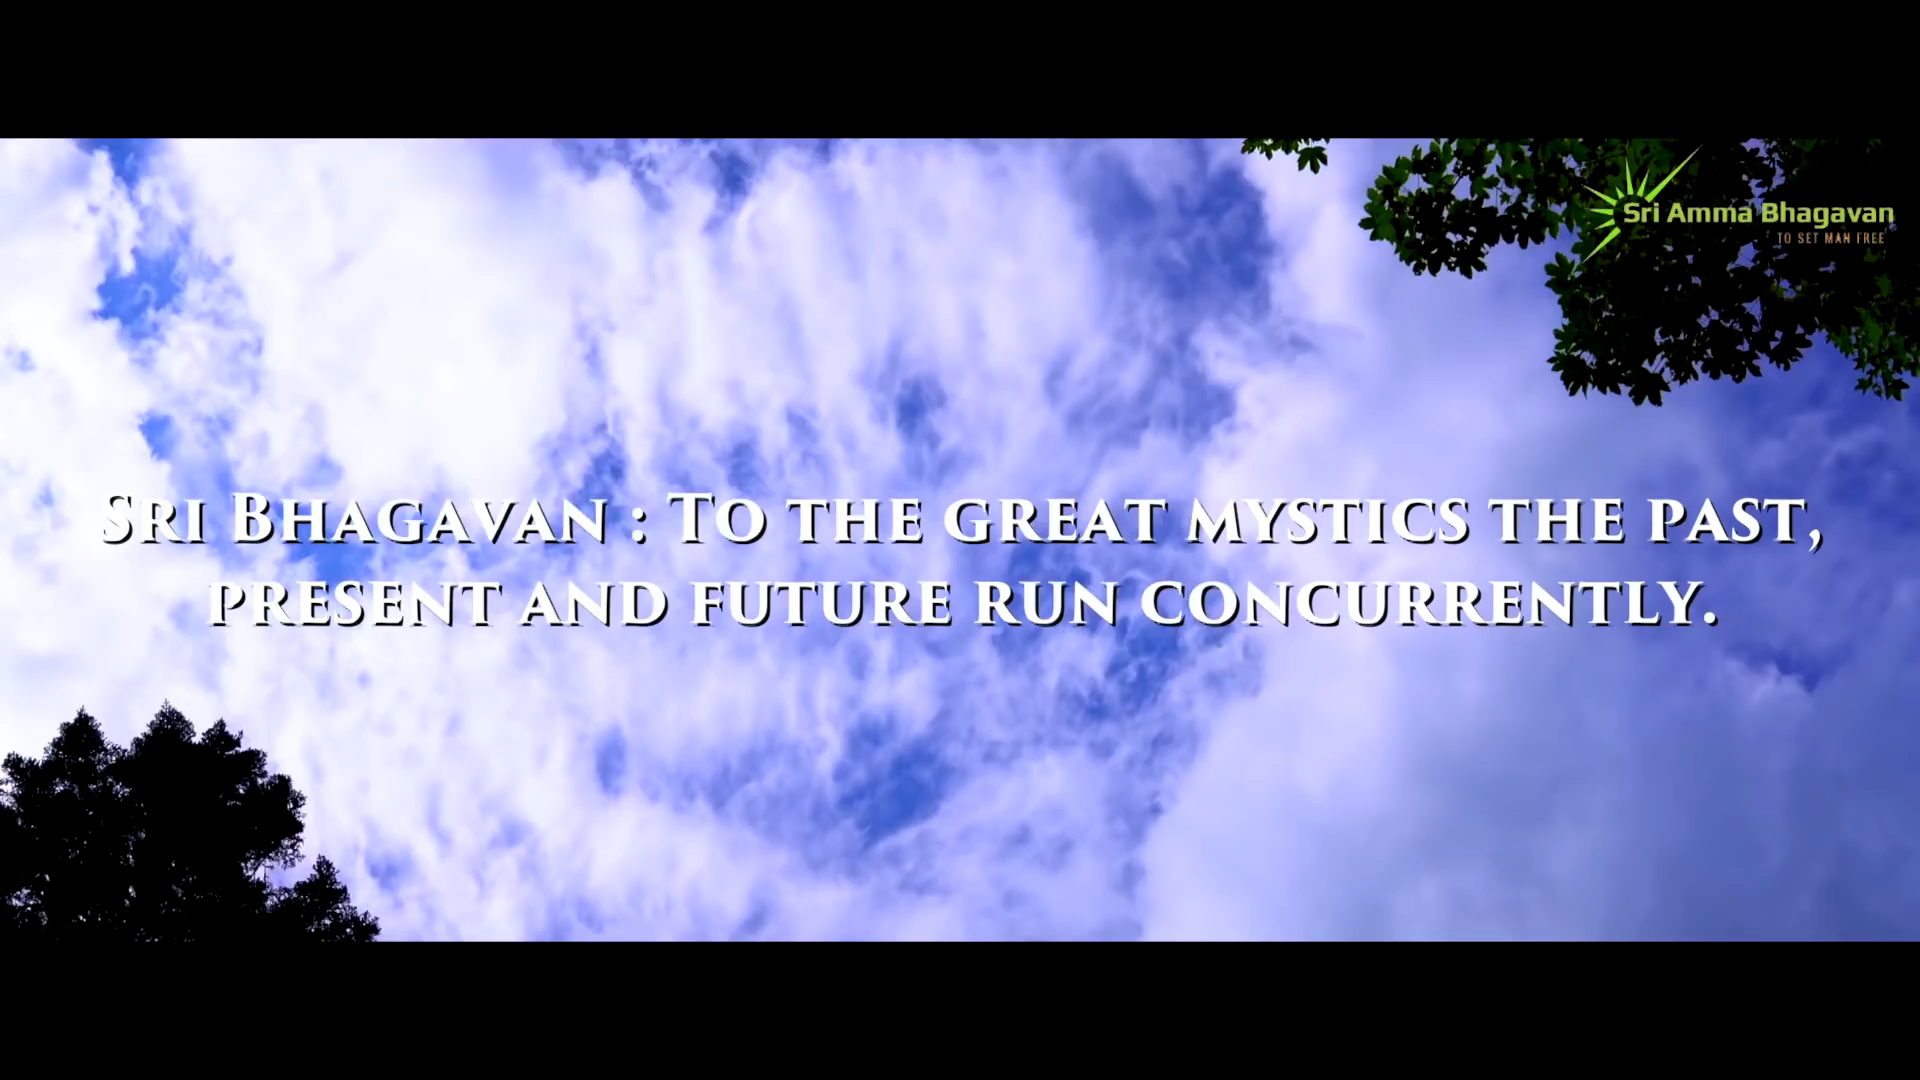 Sri Amma Bhagavan
TO SET MAN FREE
Sri Bhagavan : To the great mystics the past,
present and future run concurrently.